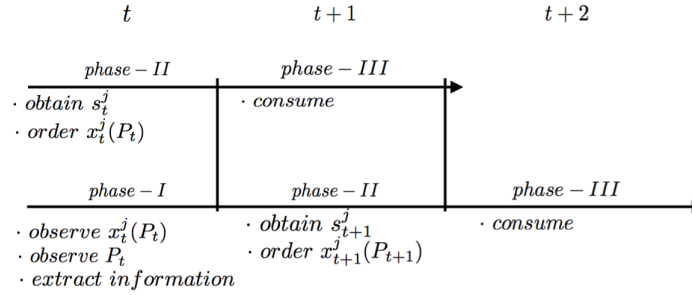 t t + 1 t + 2
phase − II phase − III
· obtain s_t^j · consume
· order x_t^j(P_t)
phase − I phase − II phase − III
· observe x_t^j(P_t) · obtain s_{t+1}^j · consume
· observe P_t · order x_{t+1}^j(P_{t+1})
· extract information